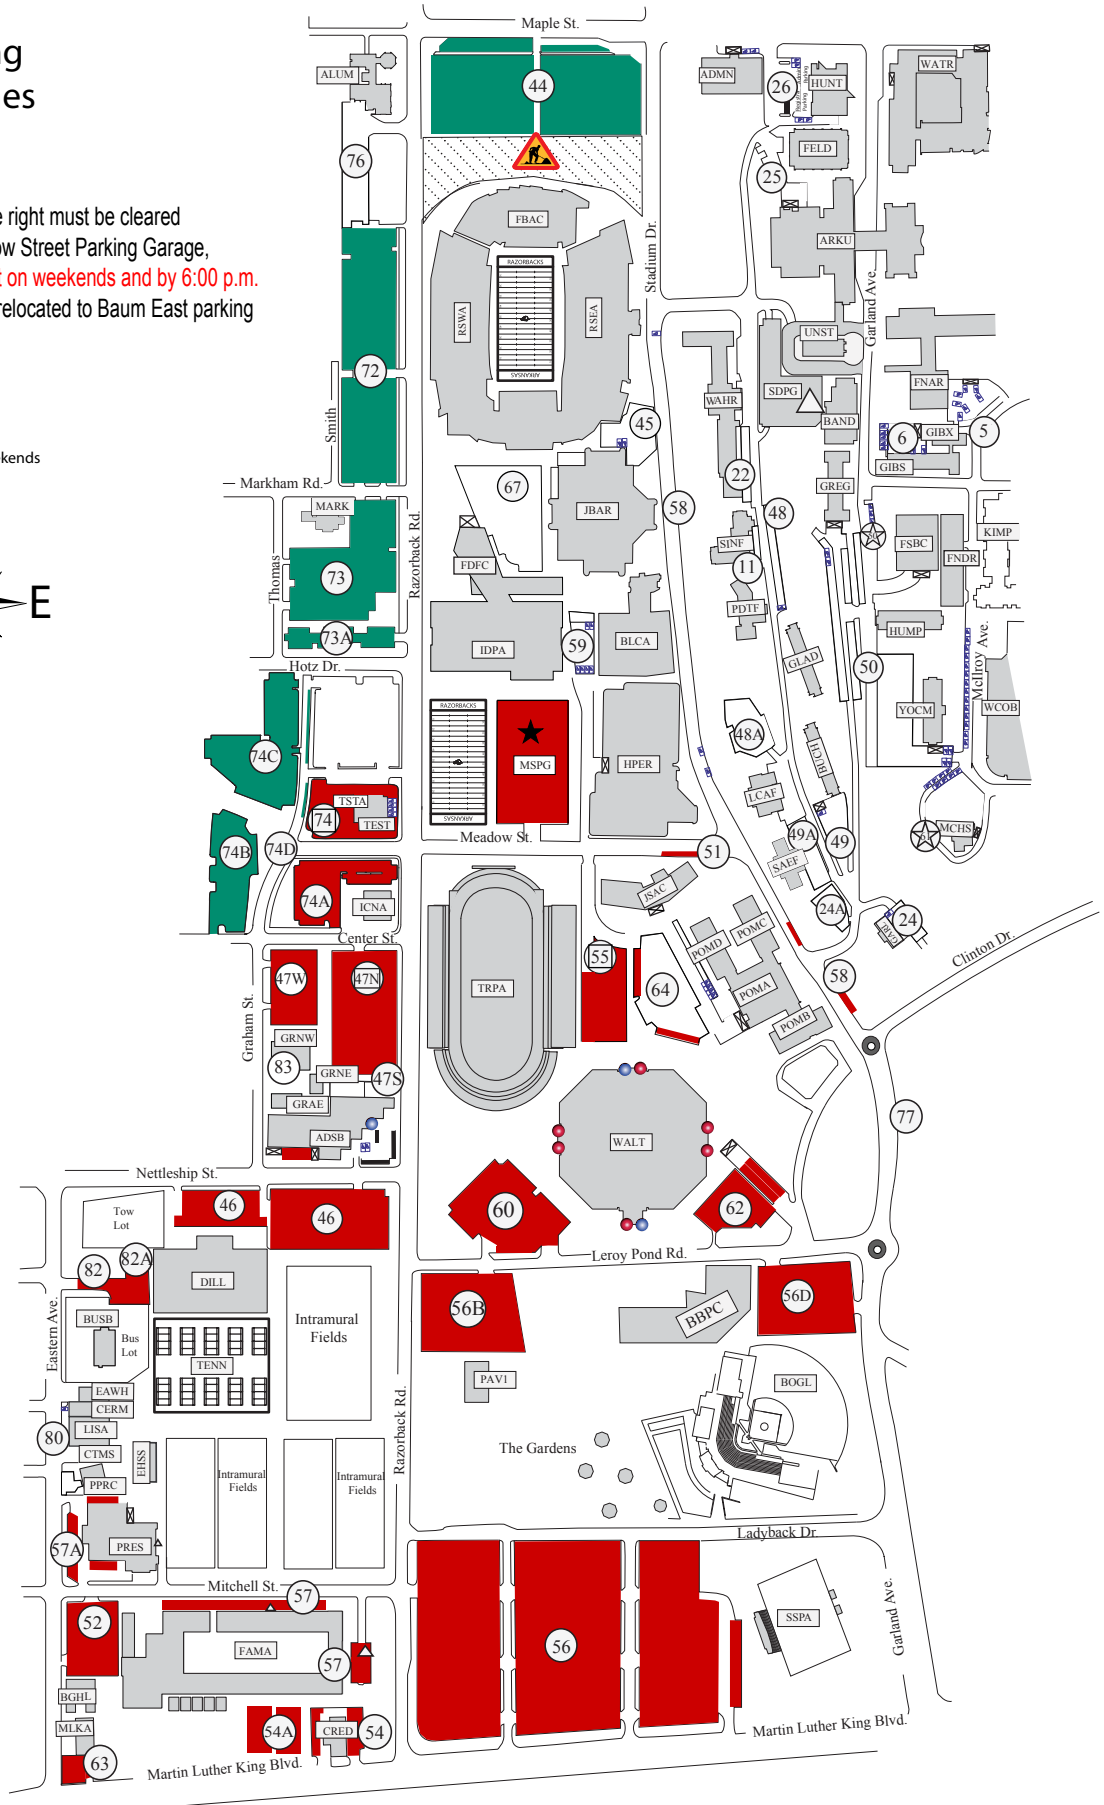 Maple St.
ng
es
ALUM
44
ADMN
26
HUNT
WATR
76
FELD
25
e right must be cleared
ow Street Parking Garage,
t on weekends and by 6:00 p.m.
relocated to Baum East parking
FBAC
ARKU
Stadium Dr.
RAZORBACKS
RSWA
RSEA
ARKANSAS
Garland Ave.
UNST
72
FNAR
SDPG
WAHR
BAND
Smith
45
6
GIBX
5
GIBS
ekends
Markham Rd.
67
22
GREG
MARK
JBAR
58
48
Razorback Rd.
KIMP
FSBC
FNDR
SINF
FDFC
11
Thomas
73
E
PDTF
73A
HUMP
IDPA
59
BLCA
GLAD
50
McIlroy Ave.
Hotz Dr.
YOCM
WCOB
RAZORBACKS
48A
74C
MSPG
HPER
BUCH
ARKANSAS
LCAF
TSTA
74
TEST
Meadow St.
49A
49
MCHS
74B
74D
51
SAEF
JSAC
74A
ICNA
24A
24
GARL
POMC
POMD
Center St.
Clinton Dr.
55
47W
47N
64
58
TRPA
POMA
POMB
Graham St.
GRNW
83
GRNE
47S
GRAE
77
ADSB
WALT
Nettleship St.
46
46
Tow
Lot
60
62
82A
82
DILL
Leroy Pond Rd.
56B
56D
BBPC
BUSB
Bus
Lot
Intramural
Fields
Eastern Ave.
TENN
PAV1
BOGL
EAWH
CERM
LISA
80
CTMS
EHSS
Razorback Rd.
The Gardens
Intramural
Fields
Intramural
Fields
PPRC
57A
PRES
Ladyback Dr.
Mitchell St.
57
52
SSPA
Garland Ave.
FAMA
56
57
BGHL
MLKA
54A
CRED
54
63
Martin Luther King Blvd.
Martin Luther King Blvd.